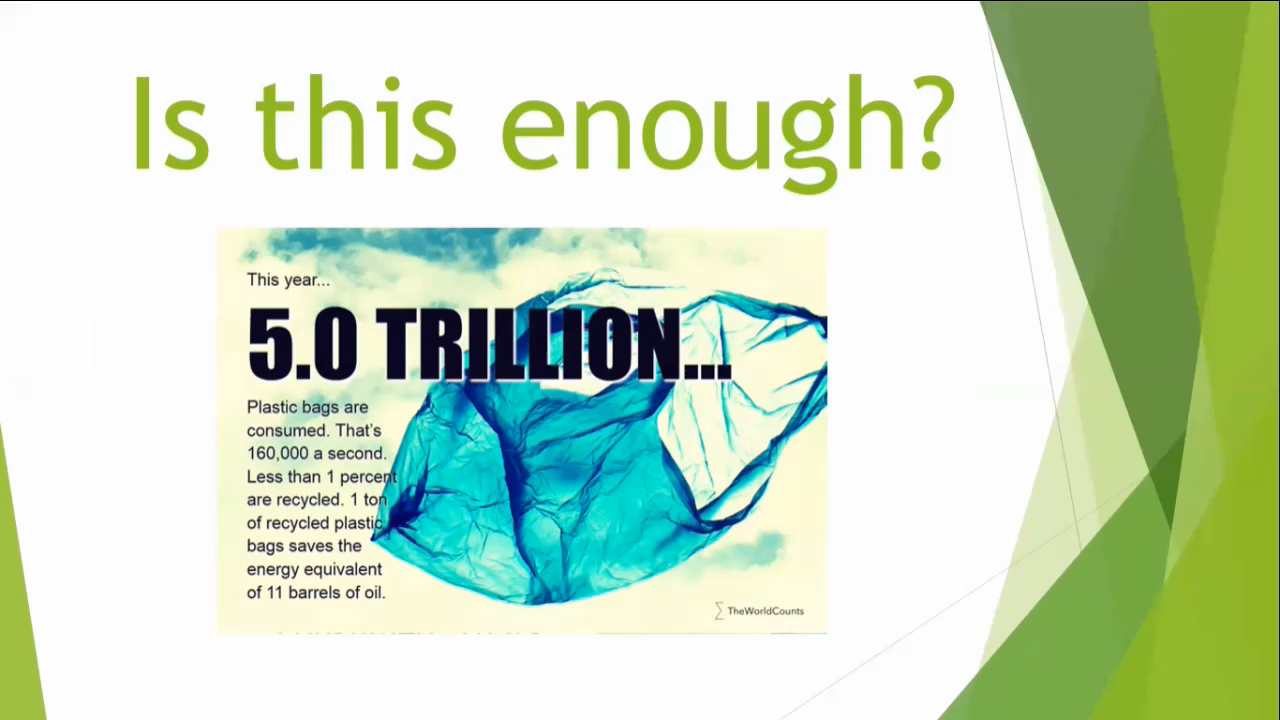 Is this enough?
This year...
5.0 TRILLION...
Plastic bags are
consumed. That's
160,000 a second.
Less than 1 percent
are recycled. 1 ton
of recycled plastic
bags saves the
energy equivalent
of 11 barrels of oil.
TheWorldCounts